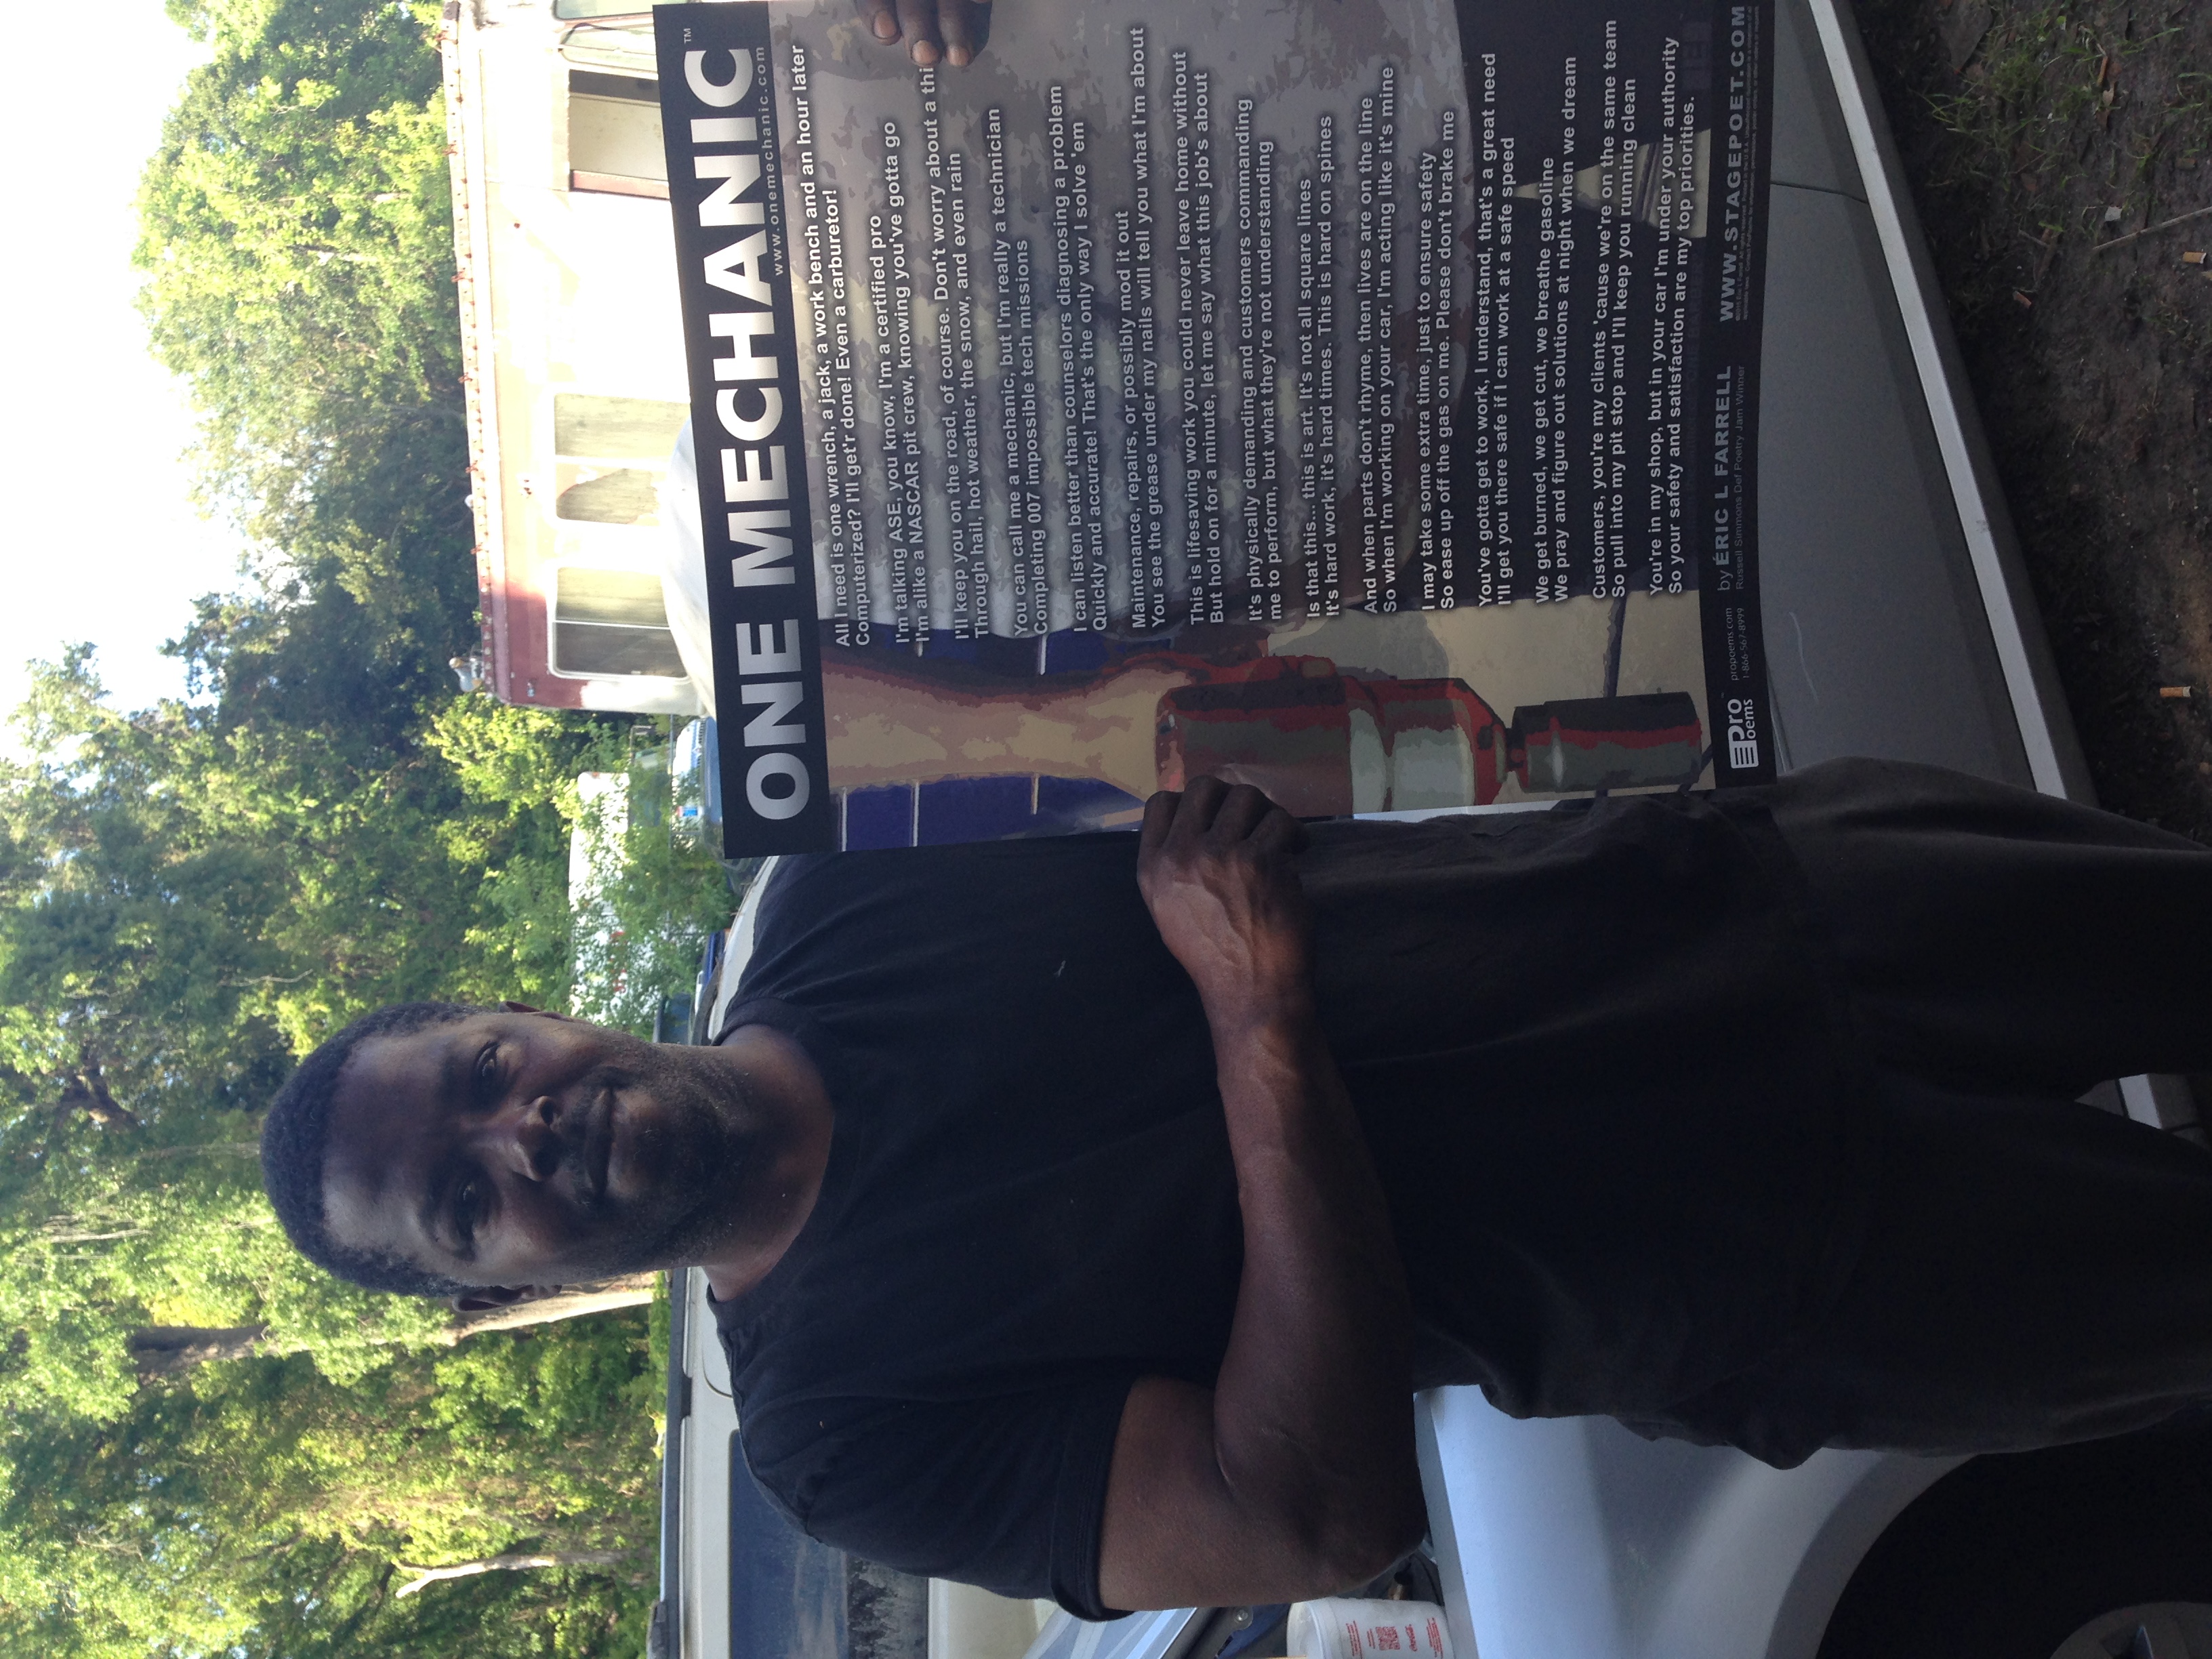 ONE MECHANIC™
www.onemechanic.com
All I need is one wrench, a jack, a work bench and an hour later
Computerized? I'll get'r done! Even a carburetor!
I'm talking ASE, you know, I'm a certified pro
I'm alike a NASCAR pit crew, knowing you've gotta go
I'll keep you on the road, of course. Don't worry about a thi
Through hail, hot weather, the snow, and even rain
You can call me a mechanic, but I'm really a technician
Completing 007 impossible tech missions
I can listen better than counselors diagnosing a problem
Quickly and accurate! That's the only way I solve 'em
Maintenance, repairs, or possibly mod it out
You see the grease under my nails will tell you what I'm about
This is lifesaving work you could never leave home without
But hold on for a minute, let me say what this job's about
It's physically demanding and customers commanding
me to perform, but what they're not understanding
Is that this... this is art. It's not all square lines
It's hard work, it's hard times. This is hard on spines
And when parts don't rhyme, then lives are on the line
So when I'm working on your car, I'm acting like it's mine
I may take some extra time, just to ensure safety
So ease up off the gas on me. Please don't brake me
You've gotta get to work, I understand, that's a great need
I'll get you there safe if I can work at a safe speed
We get burned, we get cut, we breathe gasoline
We pray and figure out solutions at night when we dream
Customers, you're my clients 'cause we're on the same team
So pull into my pit stop and I'll keep you running clean
You're in my shop, but in your car I'm under your authority
So your safety and satisfaction are my top priorities.
Pro Poems
propoems.com
1-866-567-8999
by ERIC L FARRELL
Russell Simmons Def Poetry Jam Winner
WWW.STAGEPOET.COM
Coca-Cola